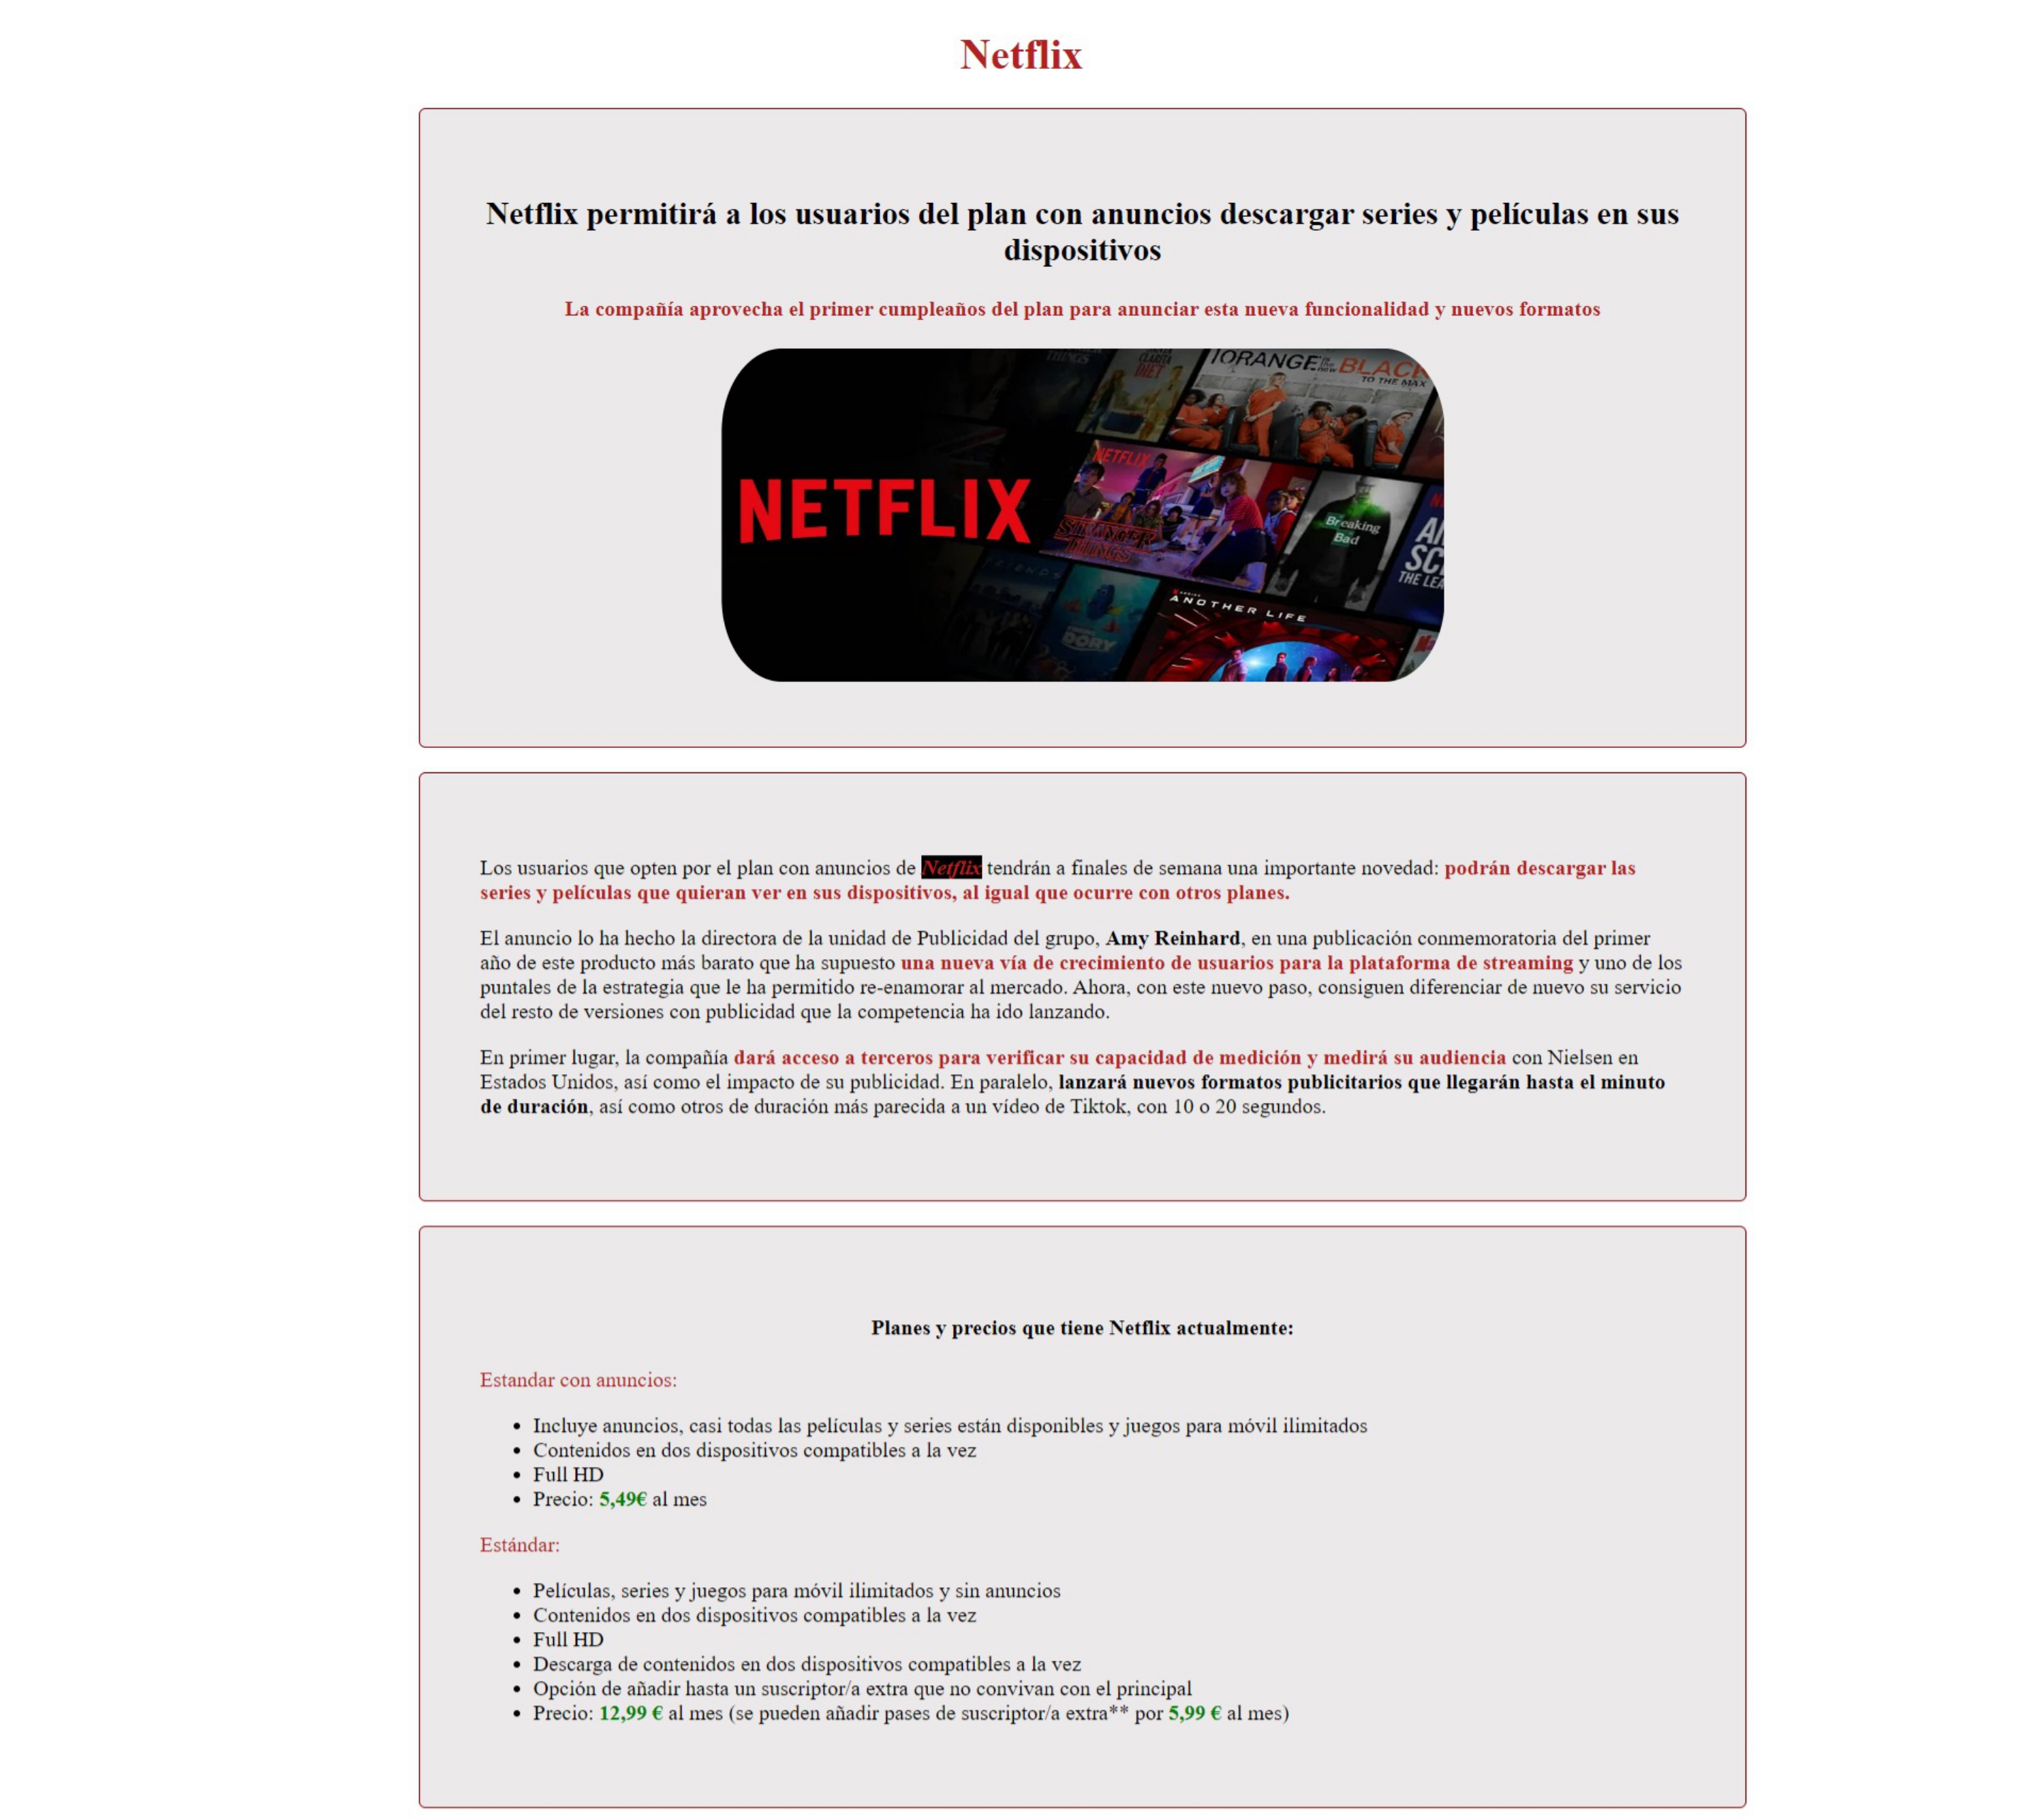 Netflix
Netflix permitirá a los usuarios del plan con anuncios descargar series y películas en sus
dispositivos
La compañía aprovecha el primer cumpleaños del plan para anunciar esta nueva funcionalidad y nuevos formatos
THINGS
SANTA CLARITA
DIET
ORANGE is the new BLACK
TO THE MAX
NETFLIX
NETFLIX
STRANGER
THINGS
Breaking
Bad
THE LEA
FRIENDS
DORY
ANOTHER LIFE
Los usuarios que opten por el plan con anuncios de Netflix tendrán a finales de semana una importante novedad: podrán descargar las
series y películas que quieran ver en sus dispositivos, al igual que ocurre con otros planes.
El anuncio lo ha hecho la directora de la unidad de Publicidad del grupo, Amy Reinhard, en una publicación conmemoratoria del primer
año de este producto más barato que ha supuesto una nueva vía de crecimiento de usuarios para la plataforma de streaming y uno de los
puntales de la estrategia que le ha permitido re-enamorar al mercado. Ahora, con este nuevo paso, consiguen diferenciar de nuevo su servicio
del resto de versiones con publicidad que la competencia ha ido lanzando.
En primer lugar, la compañía dará acceso a terceros para verificar su capacidad de medición y medirá su audiencia con Nielsen en
Estados Unidos, así como el impacto de su publicidad. En paralelo, lanzará nuevos formatos publicitarios que llegarán hasta el minuto
de duración, así como otros de duración más parecida a un vídeo de Tiktok, con 10 o 20 segundos.
Planes y precios que tiene Netflix actualmente:
Estandar con anuncios:
• Incluye anuncios, casi todas las películas y series están disponibles y juegos para móvil ilimitados
• Contenidos en dos dispositivos compatibles a la vez
• Full HD
• Precio: 5,49€ al mes
Estándar:
• Películas, series y juegos para móvil ilimitados y sin anuncios
• Contenidos en dos dispositivos compatibles a la vez
• Full HD
• Descarga de contenidos en dos dispositivos compatibles a la vez
• Opción de añadir hasta un suscriptor/a extra que no convivan con el principal
• Precio: 12,99 € al mes (se pueden añadir pases de suscriptor/a extra** por 5,99 € al mes)